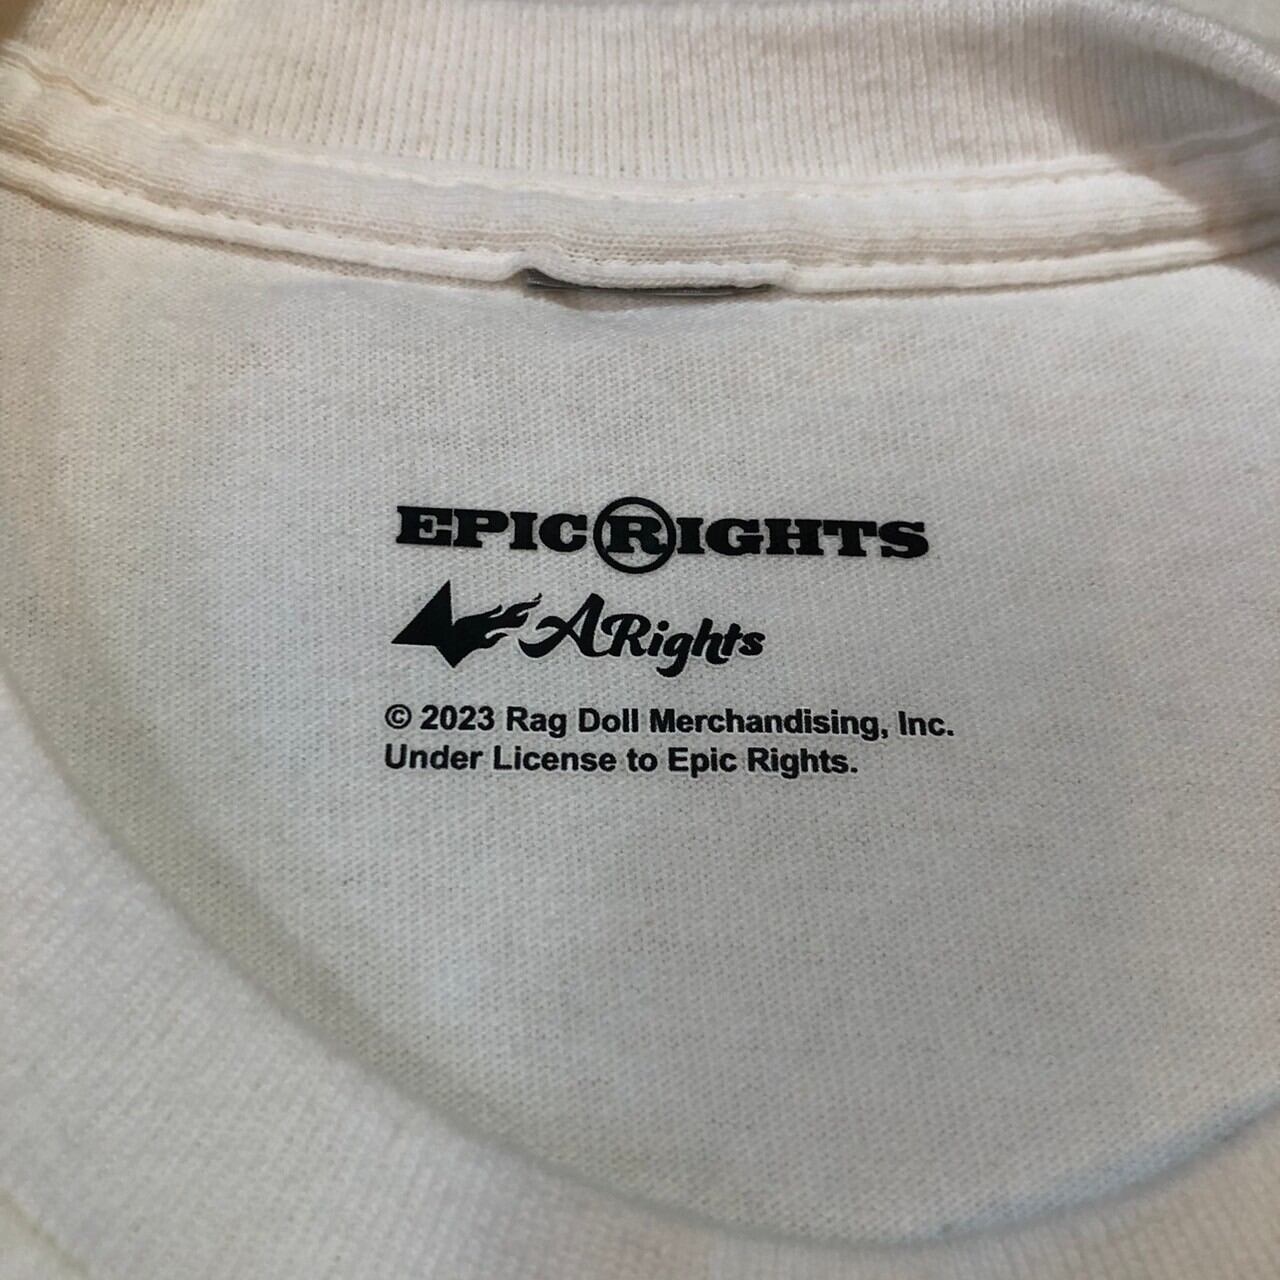 EPIC RIGHTS
ARights
© 2023 Rag Doll Merchandising, Inc.
Under License to Epic Rights.